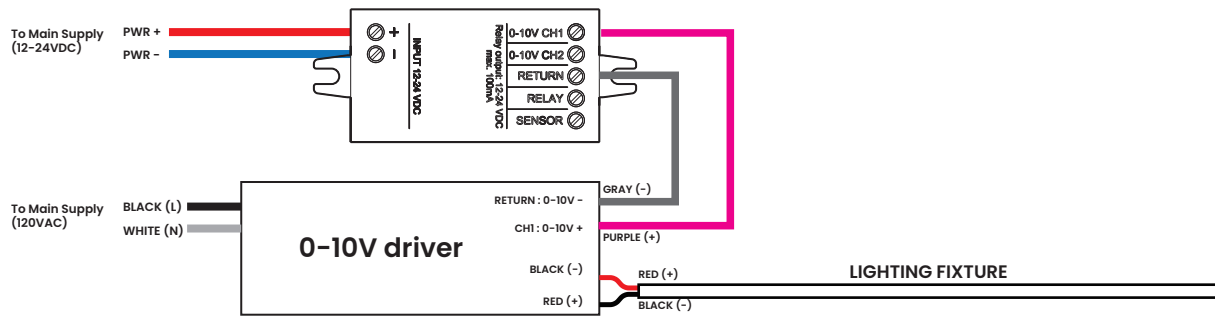 To Main Supply
(12-24VDC)
PWR +
PWR -
+
-
INPUT 12-24 VDC
Relay output: 12-24 VDC
max. 100mA
0-10V CH1
0-10V CH2
RETURN
RELAY
SENSOR
To Main Supply
(120VAC)
BLACK (L)
WHITE (N)
0-10V driver
RETURN : 0-10V -
CH1 : 0-10V +
BLACK (-)
RED (+)
GRAY (-)
PURPLE (+)
RED (+)
BLACK (-)
LIGHTING FIXTURE